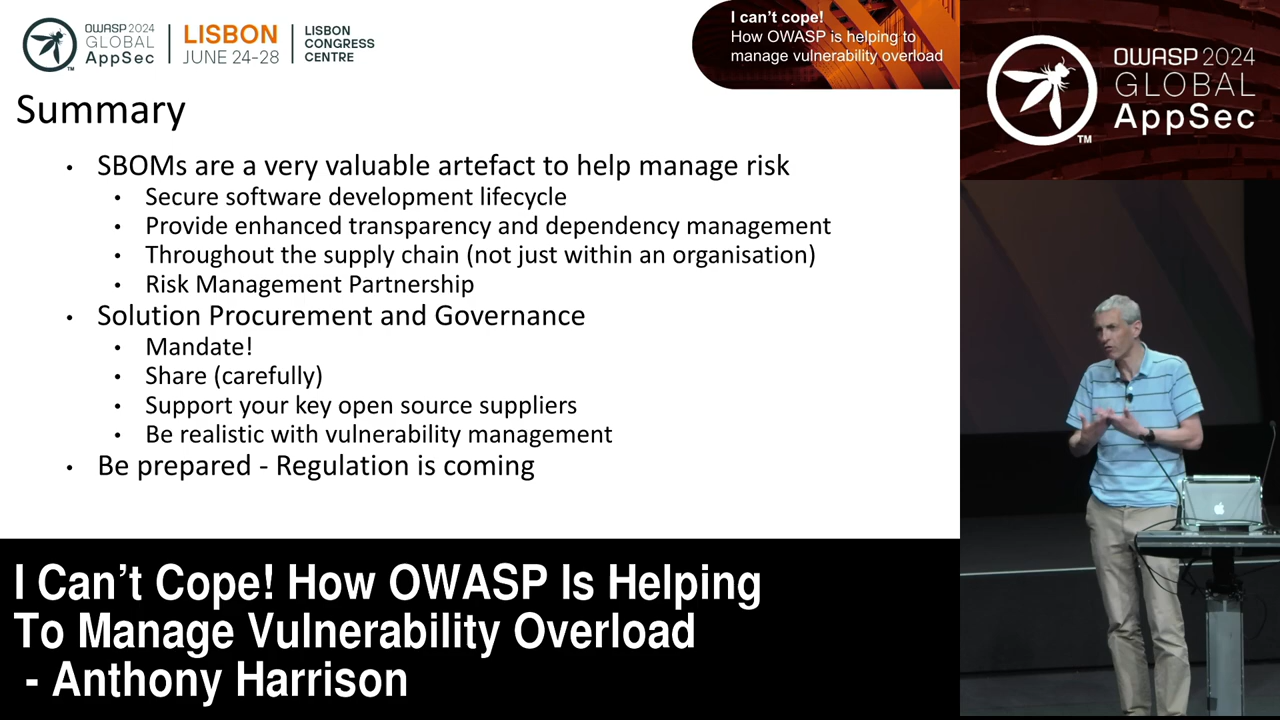 OWASP 2024
GLOBAL
AppSec
TM
LISBON
JUNE 24-28
LISBON
CONGRESS
CENTRE
I can't cope!
How OWASP is helping to
manage vulnerability overload
OWASP 2024
GLOBAL
AppSec
TM
Summary
• SBOMs are a very valuable artefact to help manage risk
• Secure software development lifecycle
• Provide enhanced transparency and dependency management
• Throughout the supply chain (not just within an organisation)
• Risk Management Partnership
• Solution Procurement and Governance
• Mandate!
• Share (carefully)
• Support your key open source suppliers
• Be realistic with vulnerability management
• Be prepared - Regulation is coming
I Can't Cope! How OWASP Is Helping
To Manage Vulnerability Overload
- Anthony Harrison